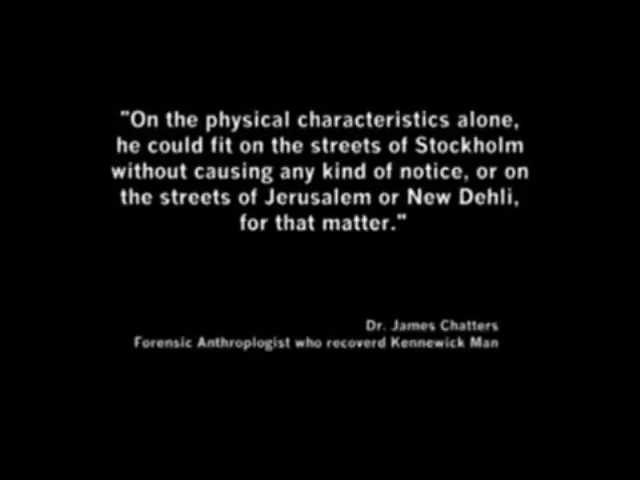 "On the physical characteristics alone,
he could fit on the streets of Stockholm
without causing any kind of notice, or on
the streets of Jerusalem or New Dehli,
for that matter."
Dr. James Chatters
Forensic Anthroplogist who recoverd Kennewick Man